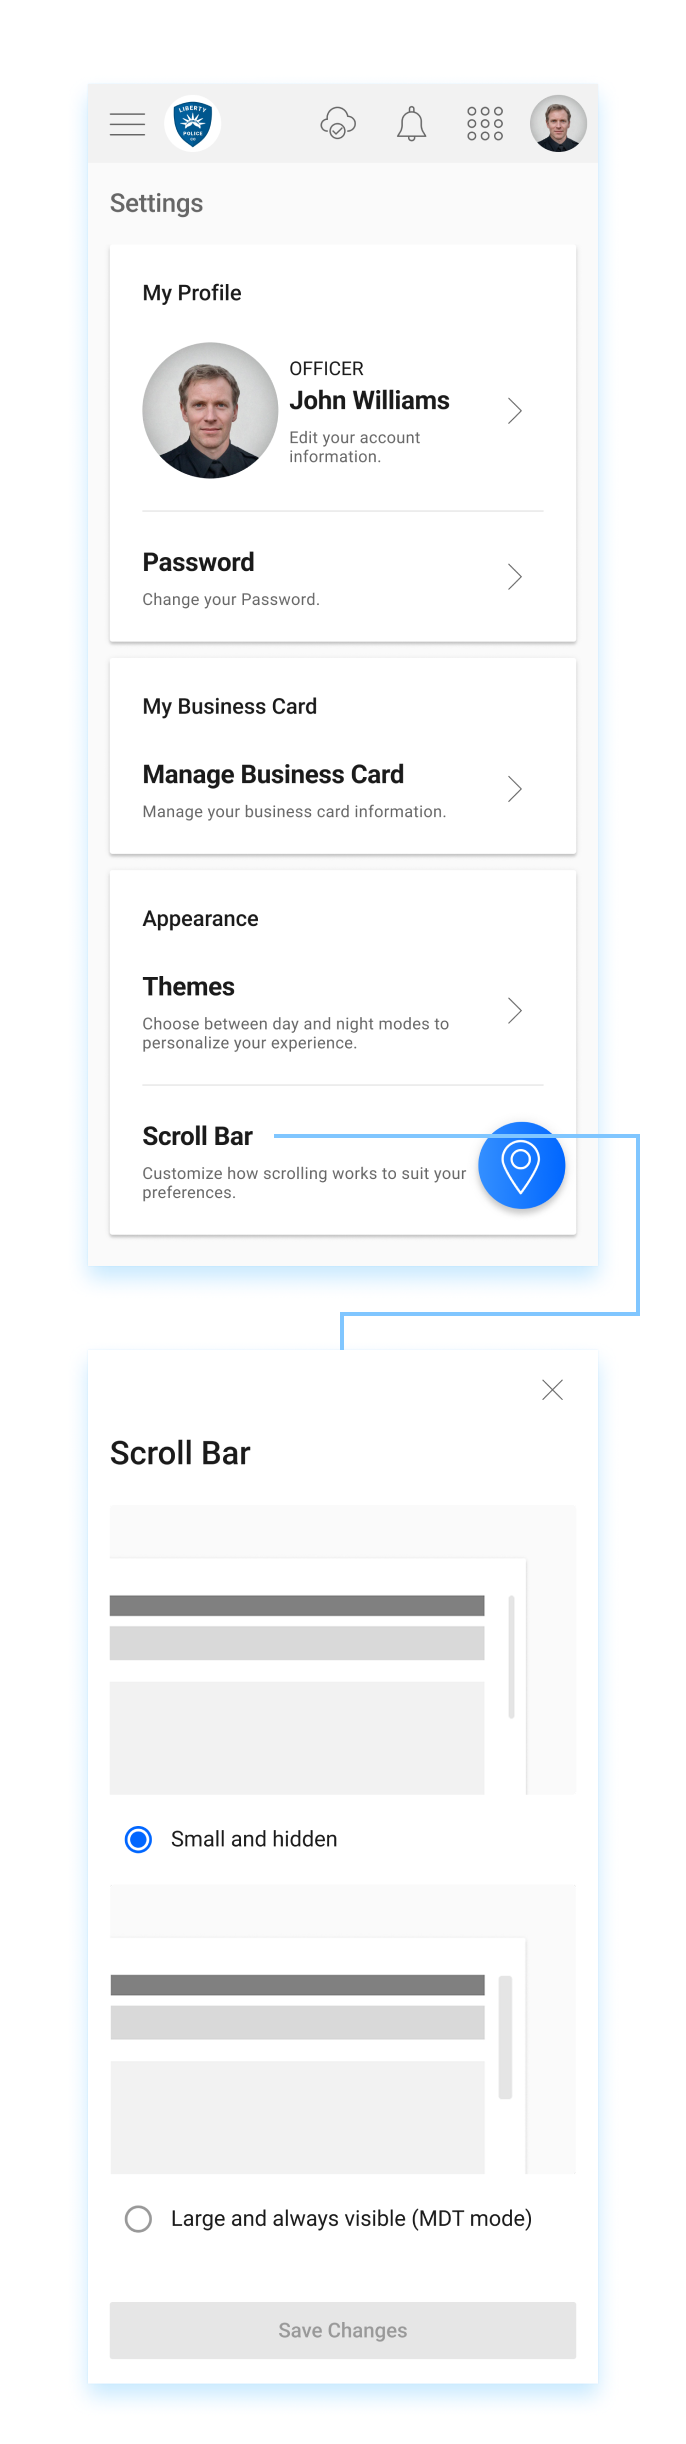 LIBERTY
POLICE
Settings
My Profile
OFFICER
John Williams
Edit your account
information.
Password
Change your Password.
My Business Card
Manage Business Card
Manage your business card information.
Appearance
Themes
Choose between day and night modes to
personalize your experience.
Scroll Bar
Customize how scrolling works to suit your
preferences.
Scroll Bar
Small and hidden
Large and always visible (MDT mode)
Save Changes